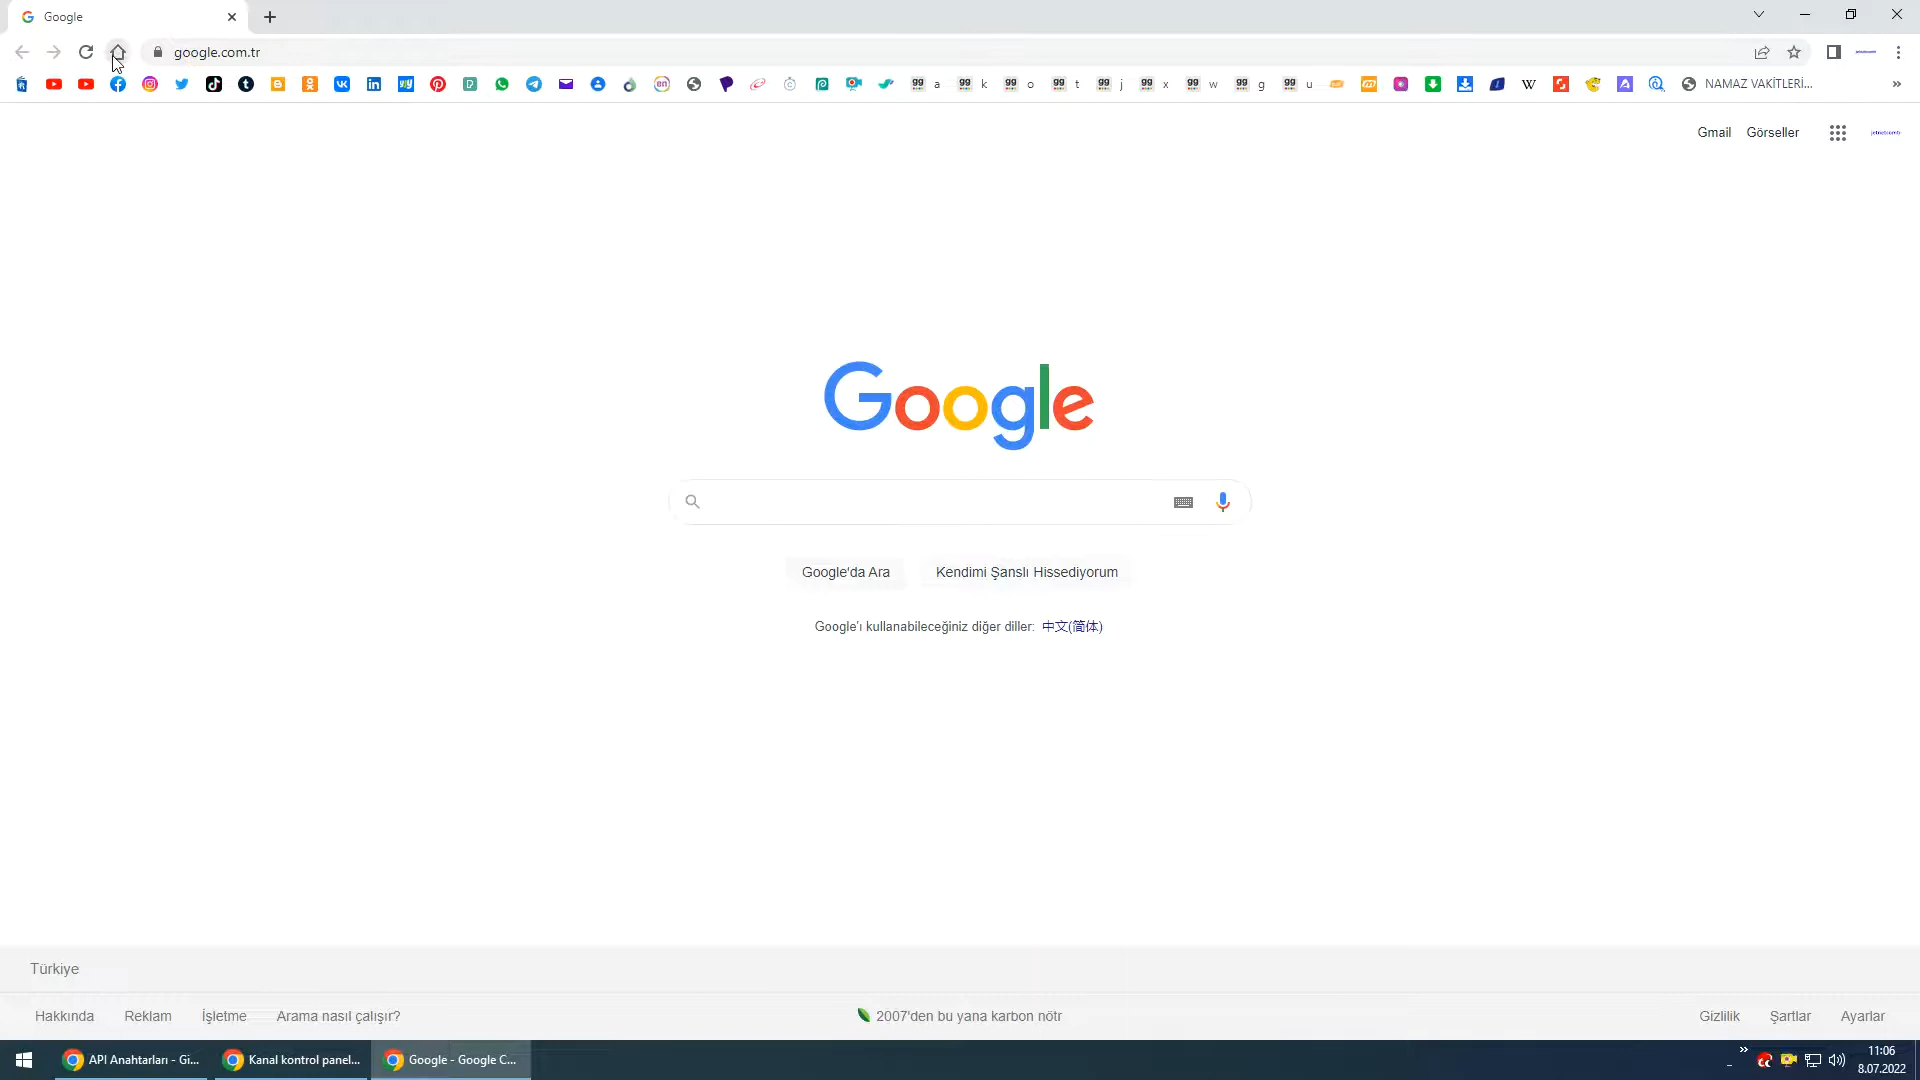 Google
google.com.tr
a k o t j x w g u NAMAZ VAKİTLERİ...
Gmail Görseller
Google
Google'da Ara Kendimi Şanslı Hissediyorum
Google'ı kullanabileceğiniz diğer diller: 中文(简体)
Türkiye
Hakkında Reklam İşletme Arama nasıl çalışır? 2007'den bu yana karbon nötr Gizlilik Şartlar Ayarlar
API Anahtarları - Gi... Kanal kontrol panel... Google - Google C... 11:06
8.07.2022